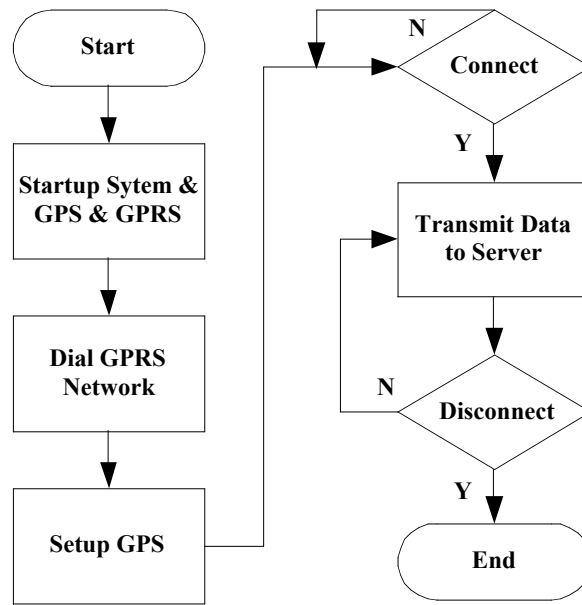 Start
Startup Sytem &
GPS & GPRS
Dial GPRS
Network
Setup GPS
N
Connect
Y
Transmit Data
to Server
N
Disconnect
Y
End